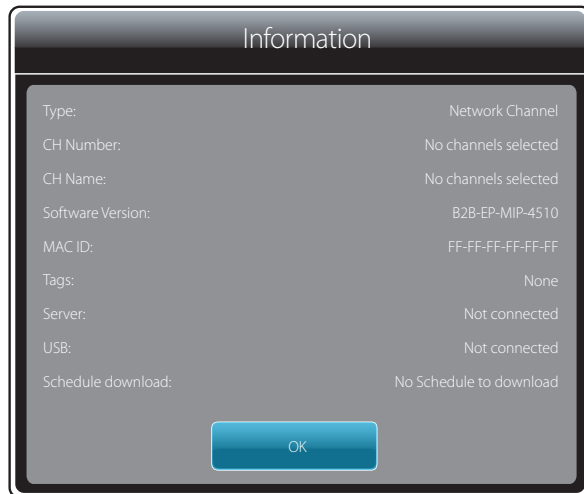 Information
Type: Network Channel
CH Number: No channels selected
CH Name: No channels selected
Software Version: B2B-EP-MIP-4510
MAC ID: FF-FF-FF-FF-FF-FF
Tags: None
Server: Not connected
USB: Not connected
Schedule download: No Schedule to download
OK